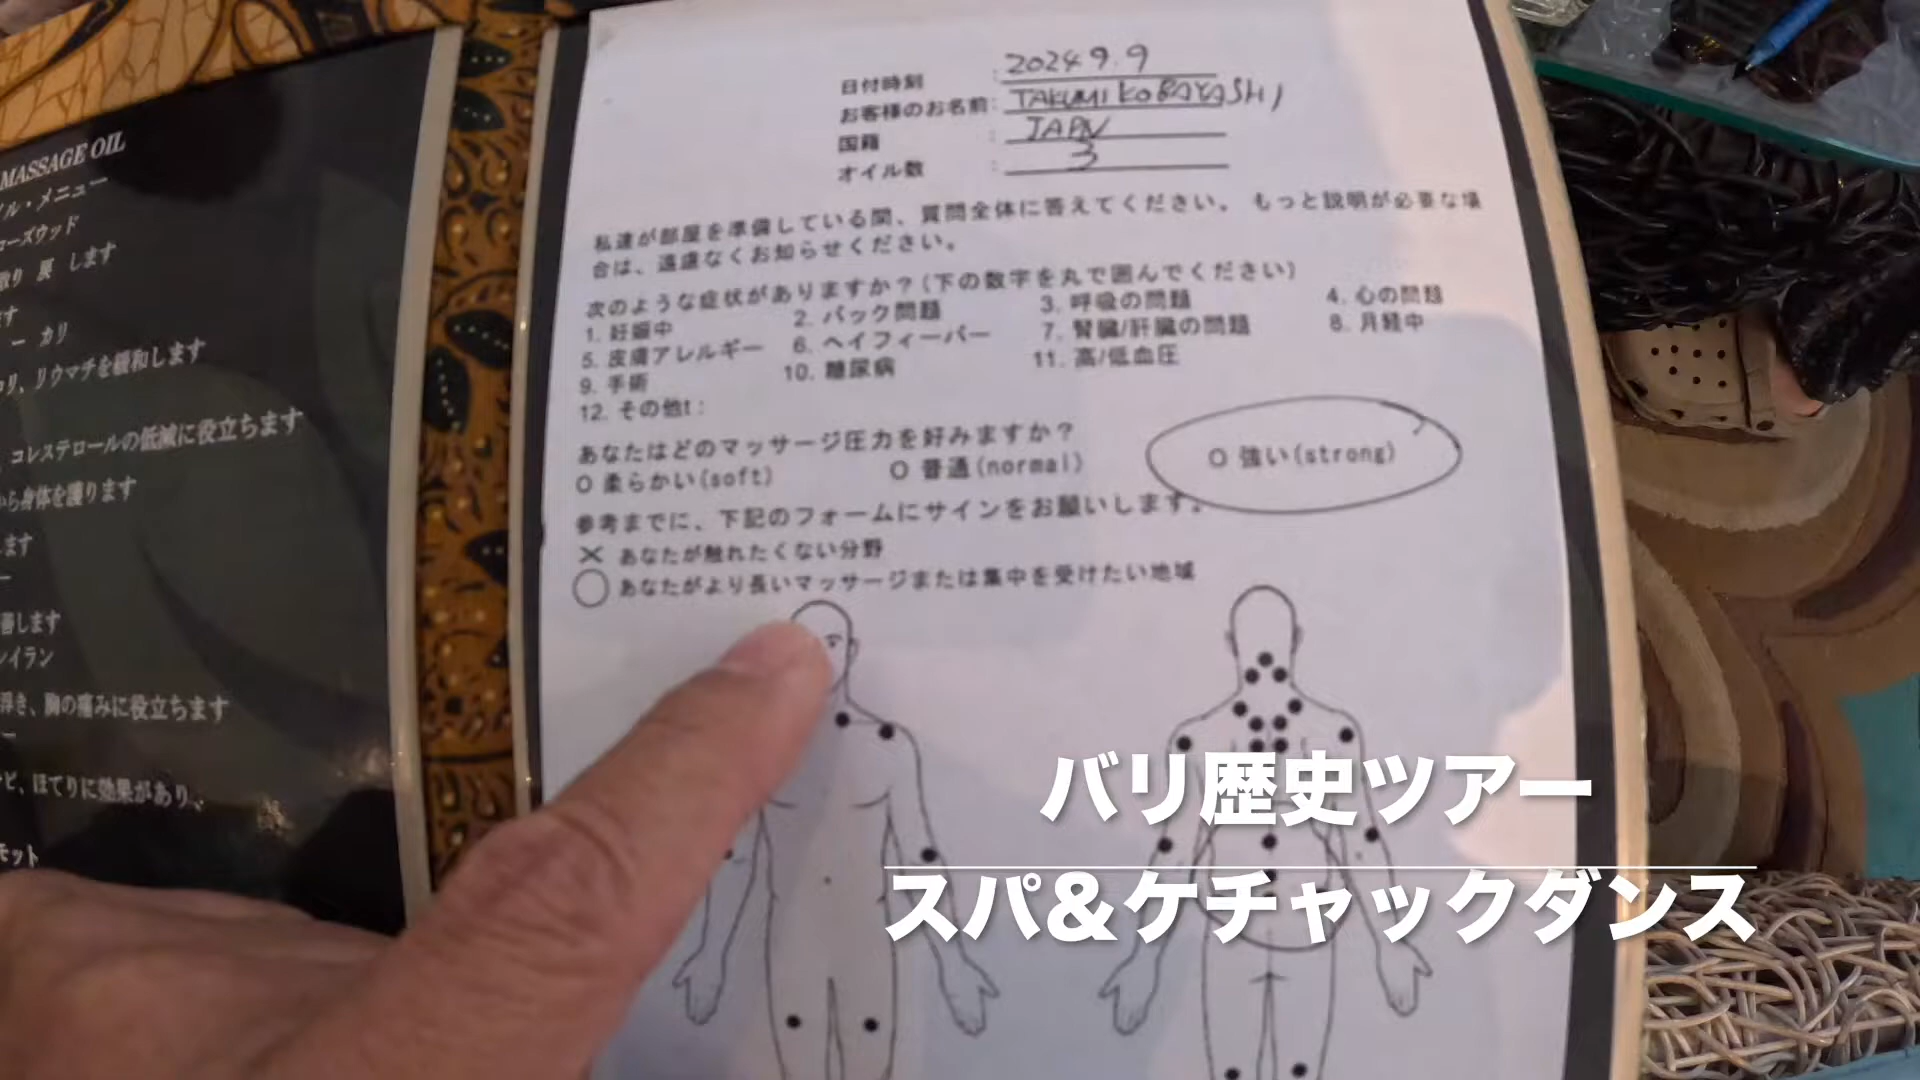 MASSAGE OIL
ル・メニュー
ローズウッド
散り 戻 します
ます
ー カリ
コリ、リウマチを緩和します
、コレステロールの低減に役立ちます
から身体を護ります
します
ー
善します
ンイラン
浮き、胸の痛みに役立ちます
ー
ビ、ほてりに効果があり、
モット
日付時刻 : 2024 9.9
お客様のお名前: TAKUMI KOBAYASHI
国籍 : JAPN
オイル数 : 3
私達が部屋を準備している間、質問全体に答えてください。 もっと説明が必要な場
合は、遠慮なくお知らせください。
次のような症状がありますか？(下の数字を丸で囲んでください)
1. 妊娠中 2. バック問題 3. 呼吸の問題 4. 心の問題
5. 皮膚アレルギー 6. ヘイフィーバー 7. 腎臓/肝臓の問題 8. 月経中
9. 手術 10. 糖尿病 11. 高/低血圧
12. その他t :
あなたはどのマッサージ圧力を好みますか？
O 柔らかい(soft) O 普通(normal) O 強い(strong)
参考までに、下記のフォームにサインをお願いします。
× あなたが触れたくない分野
◯ あなたがより長いマッサージまたは集中を受けたい地域
バリ歴史ツアー
スパ&ケチャックダンス